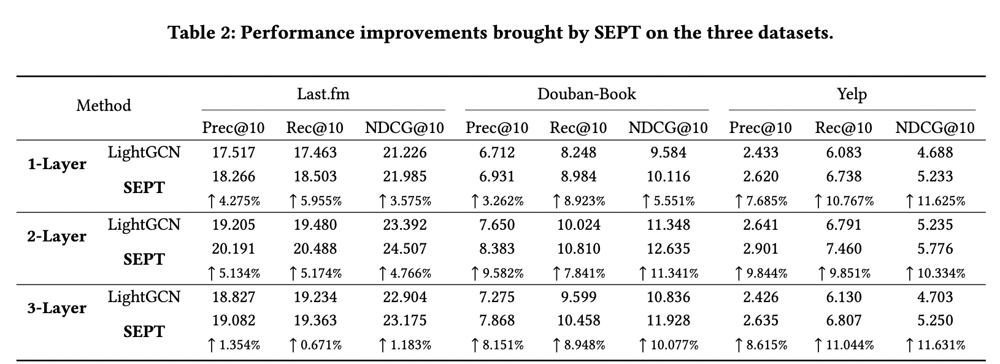 Table 2: Performance improvements brought by SEPT on the three datasets.
Method Last.fm Douban-Book Yelp
Prec@10 Rec@10 NDCG@10 Prec@10 Rec@10 NDCG@10 Prec@10 Rec@10 NDCG@10
1-Layer LightGCN 17.517 17.463 21.226 6.712 8.248 9.584 2.433 6.083 4.688
SEPT 18.266 18.503 21.985 6.931 8.984 10.116 2.620 6.738 5.233
↑ 4.275% ↑ 5.955% ↑ 3.575% ↑ 3.262% ↑ 8.923% ↑ 5.551% ↑ 7.685% ↑ 10.767% ↑ 11.625%
2-Layer LightGCN 19.205 19.480 23.392 7.650 10.024 11.348 2.641 6.791 5.235
SEPT 20.191 20.488 24.507 8.383 10.810 12.635 2.901 7.460 5.776
↑ 5.134% ↑ 5.174% ↑ 4.766% ↑ 9.582% ↑ 7.841% ↑ 11.341% ↑ 9.844% ↑ 9.851% ↑ 10.334%
3-Layer LightGCN 18.827 19.234 22.904 7.275 9.599 10.836 2.426 6.130 4.703
SEPT 19.082 19.363 23.175 7.868 10.458 11.928 2.635 6.807 5.250
↑ 1.354% ↑ 0.671% ↑ 1.183% ↑ 8.151% ↑ 8.948% ↑ 10.077% ↑ 8.615% ↑ 11.044% ↑ 11.631%